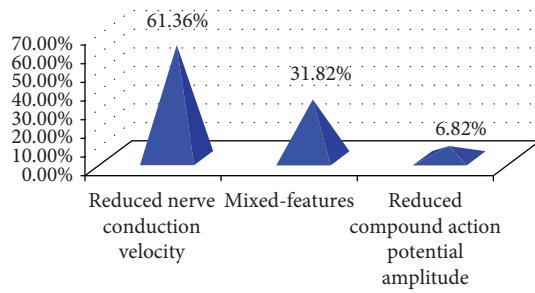 61.36%
70.00%
60.00%
50.00%
40.00%
30.00%
20.00%
10.00%
0.00%
31.82%
6.82%
Reduced nerve
conduction
velocity
Mixed-features
Reduced
compound action
potential
amplitude